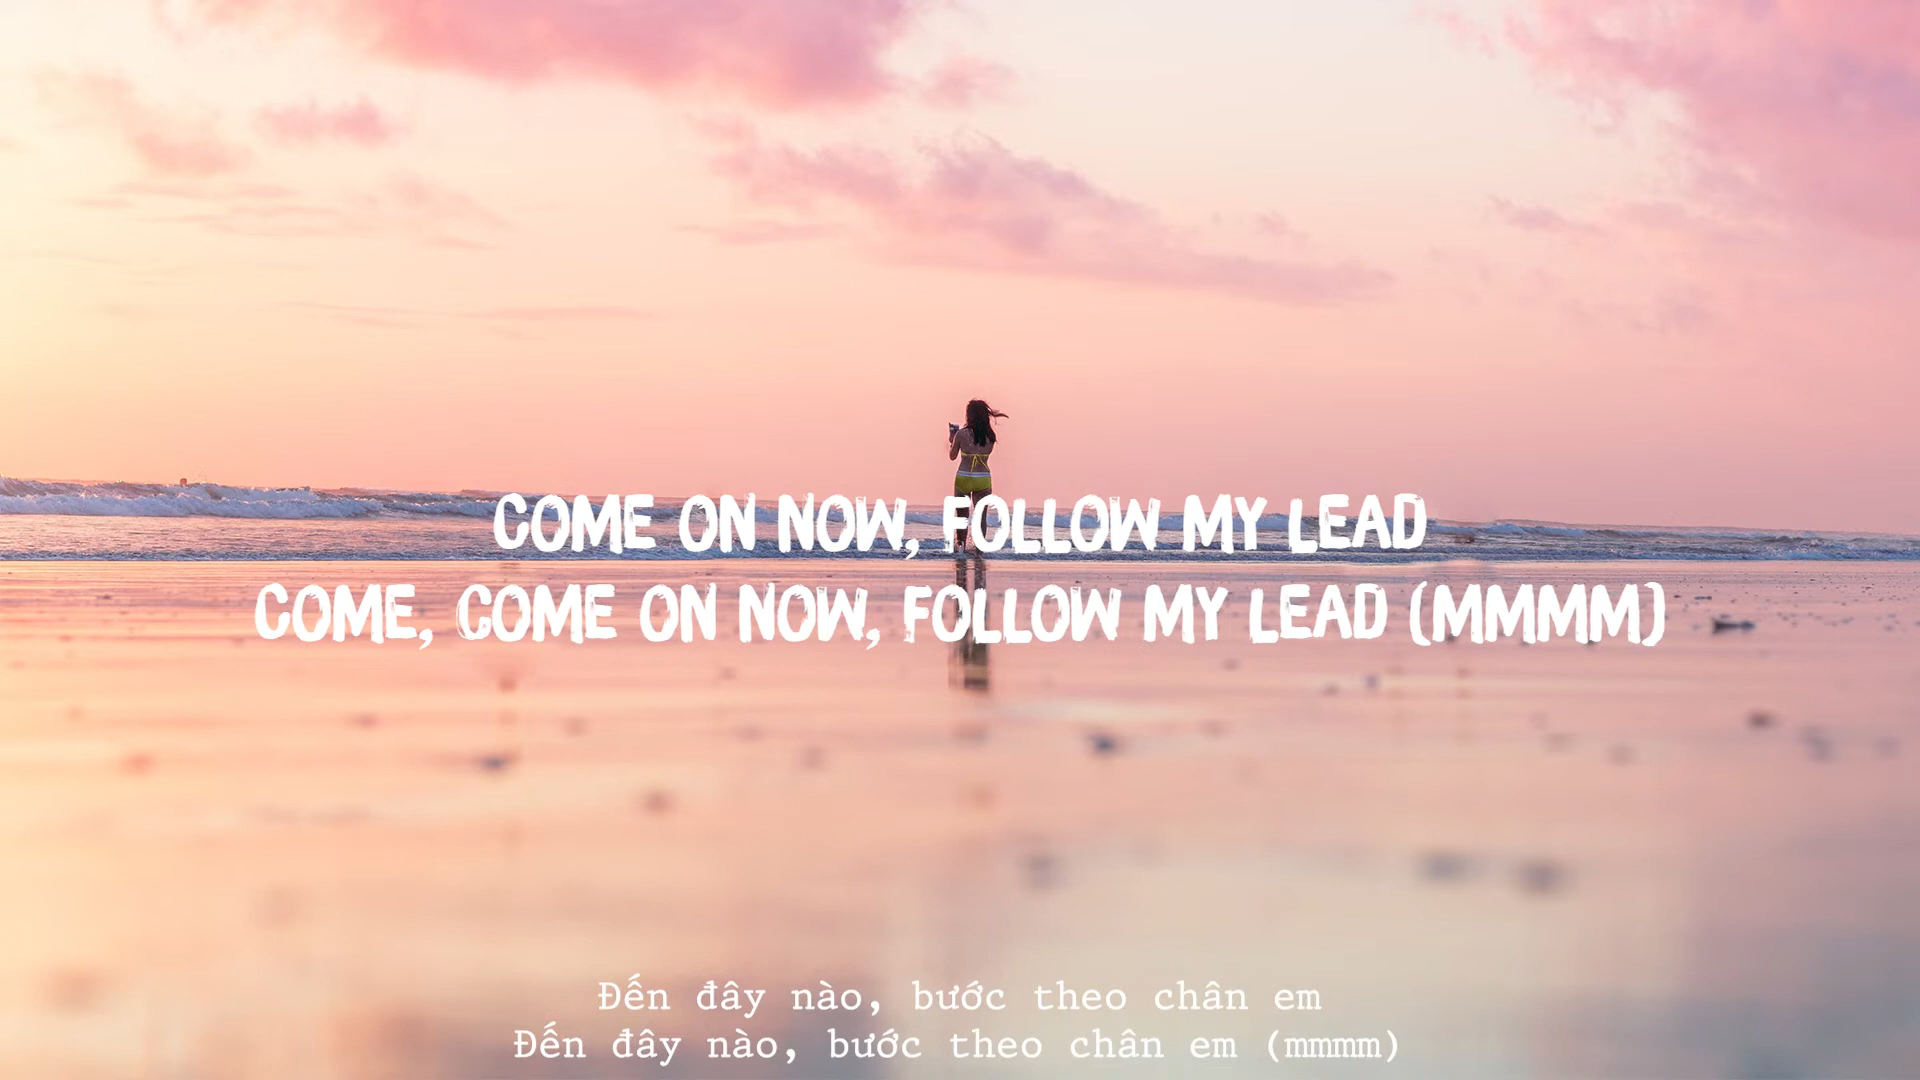 COME ON NOW, FOLLOW MY LEAD
COME, COME ON NOW, FOLLOW MY LEAD (MMMM)
Đến đây nào, bước theo chân em
Đến đây nào, bước theo chân em (mmmm)